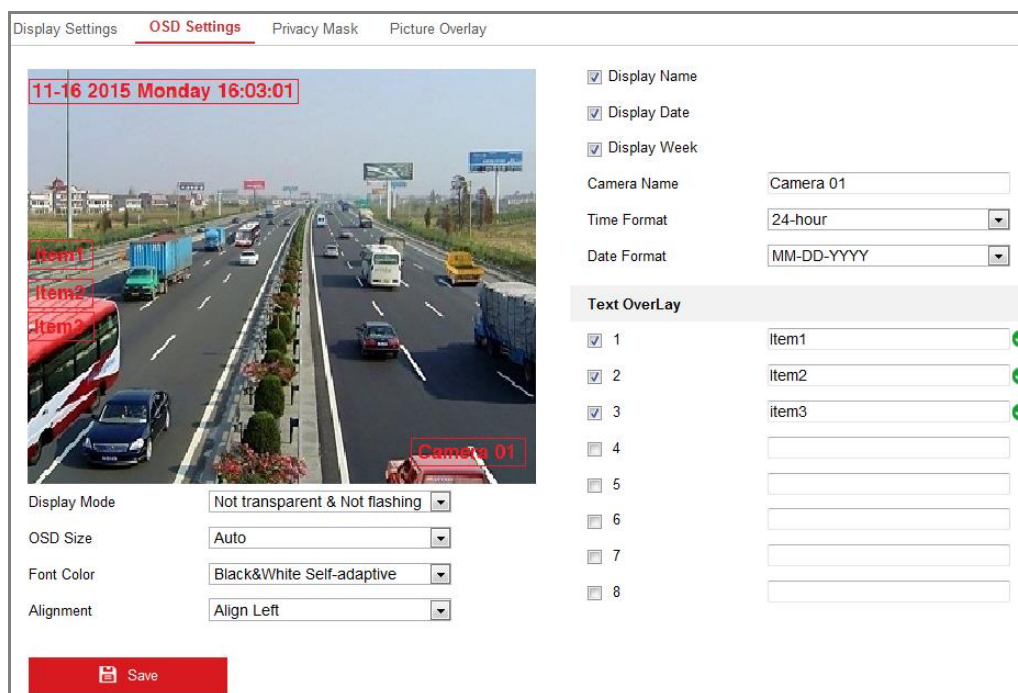 Display Settings OSD Settings Privacy Mask Picture Overlay
11-16 2015 Monday 16:03:01
Item1
Item2
Item3
Camera 01
Display Mode Not transparent & Not flashing
OSD Size Auto
Font Color Black&White Self-adaptive
Alignment Align Left
Save
Display Name
Display Date
Display Week
Camera Name Camera 01
Time Format 24-hour
Date Format MM-DD-YYYY
Text OverLay
1 Item1
2 Item2
3 item3
4
5
6
7
8